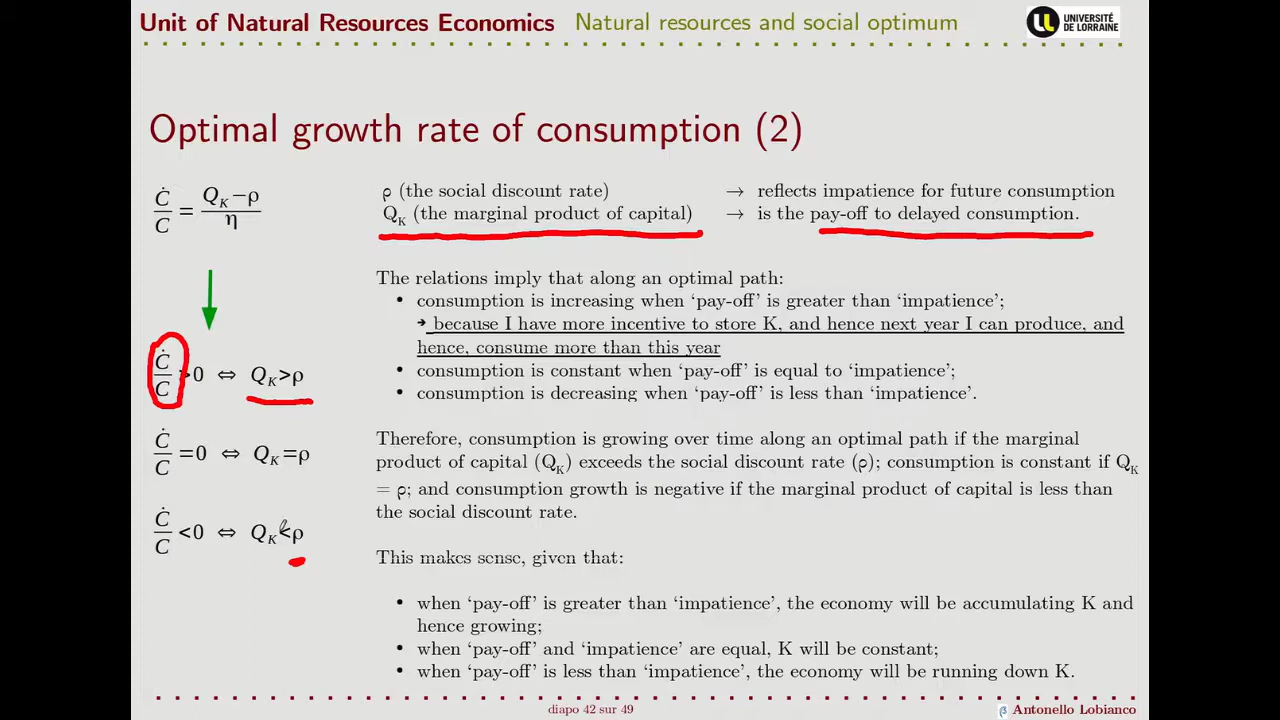 Unit of Natural Resources Economics Natural resources and social optimum
UNIVERSITÉ
DE LORRAINE
Optimal growth rate of consumption (2)
Ċ/C = (Q_K − ρ)/η
ρ (the social discount rate) → reflects impatience for future consumption
Q_K (the marginal product of capital) → is the pay-off to delayed consumption.
The relations imply that along an optimal path:
• consumption is increasing when ‘pay-off’ is greater than ‘impatience’;
➔ because I have more incentive to store K, and hence next year I can produce, and
hence, consume more than this year
• consumption is constant when ‘pay-off’ is equal to ‘impatience’;
• consumption is decreasing when ‘pay-off’ is less than ‘impatience’.
Ċ/C >0 ⇔ Q_K>ρ
Ċ/C =0 ⇔ Q_K=ρ
Ċ/C <0 ⇔ Q_K<ρ
Therefore, consumption is growing over time along an optimal path if the marginal
product of capital (Q_K) exceeds the social discount rate (ρ); consumption is constant if Q_K
= ρ; and consumption growth is negative if the marginal product of capital is less than
the social discount rate.
This makes sense, given that:
• when ‘pay-off’ is greater than ‘impatience’, the economy will be accumulating K and
hence growing;
• when ‘pay-off’ and ‘impatience’ are equal, K will be constant;
• when ‘pay-off’ is less than ‘impatience’, the economy will be running down K.
diapo 42 sur 49
β Antonello Lobianco